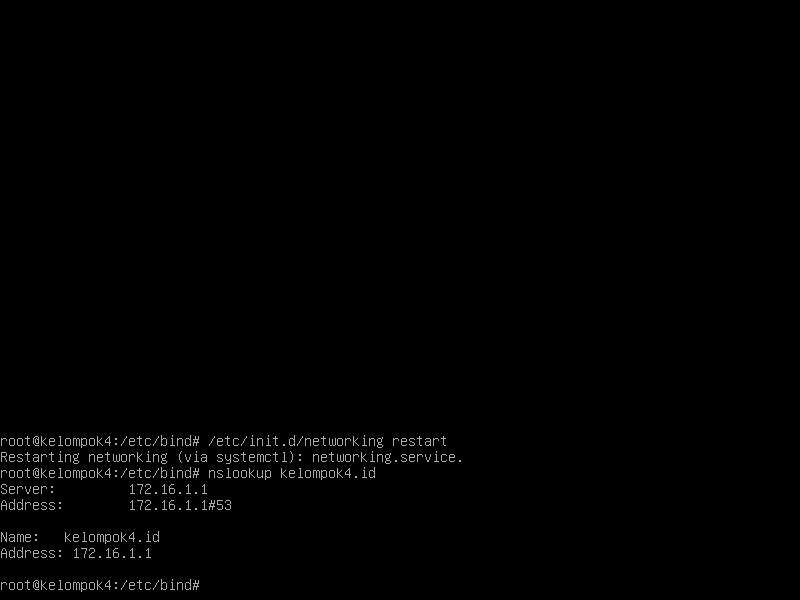 root@kelompok4:/etc/bind# /etc/init.d/networking restart
Restarting networking (via systemctl): networking.service.
root@kelompok4:/etc/bind# nslookup kelompok4.id
Server:         172.16.1.1
Address:        172.16.1.1#53

Name:   kelompok4.id
Address: 172.16.1.1

root@kelompok4:/etc/bind#